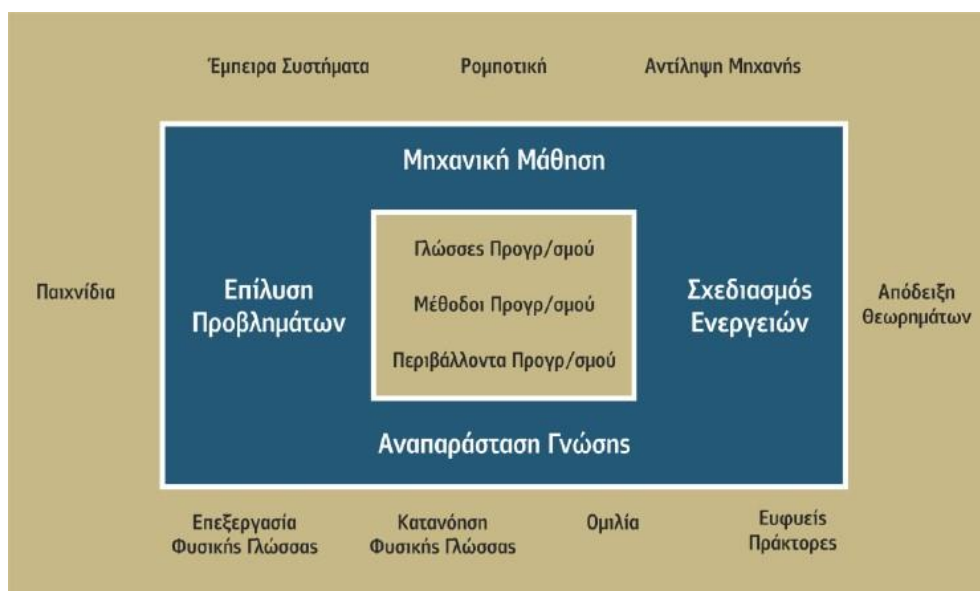 Έμπειρα Συστήματα
Ρομποτική
Αντίληψη Μηχανής
Μηχανική Μάθηση
Γλώσσες Προγρ/σμού
Μέθοδοι Προγρ/σμού
Περιβάλλοντα Προγρ/σμού
Παιχνίδια
Επίλυση
Προβλημάτων
Σχεδιασμός
Ενεργειών
Απόδειξη
Θεωρημάτων
Αναπαράσταση Γνώσης
Επεξεργασία
Φυσικής Γλώσσας
Κατανόηση
Φυσικής Γλώσσας
Ομιλία
Ευφυείς
Πράκτορες